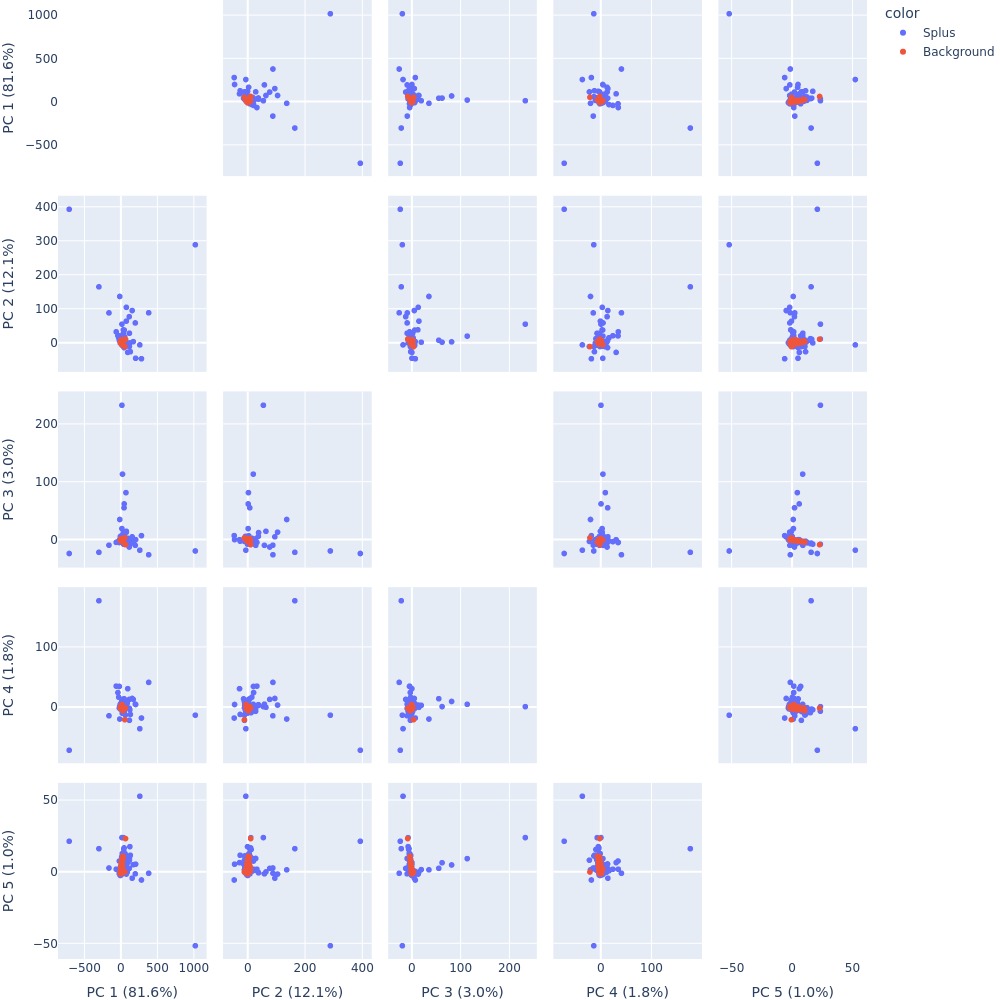 color
Splus
Background
1000
500
0
−500
PC 1 (81.6%)
400
300
200
100
0
PC 2 (12.1%)
200
100
0
PC 3 (3.0%)
100
0
PC 4 (1.8%)
50
0
−50
PC 5 (1.0%)
−500 0 500 1000
0 200 400
0 100 200
0 100
−50 0 50
PC 1 (81.6%)
PC 2 (12.1%)
PC 3 (3.0%)
PC 4 (1.8%)
PC 5 (1.0%)